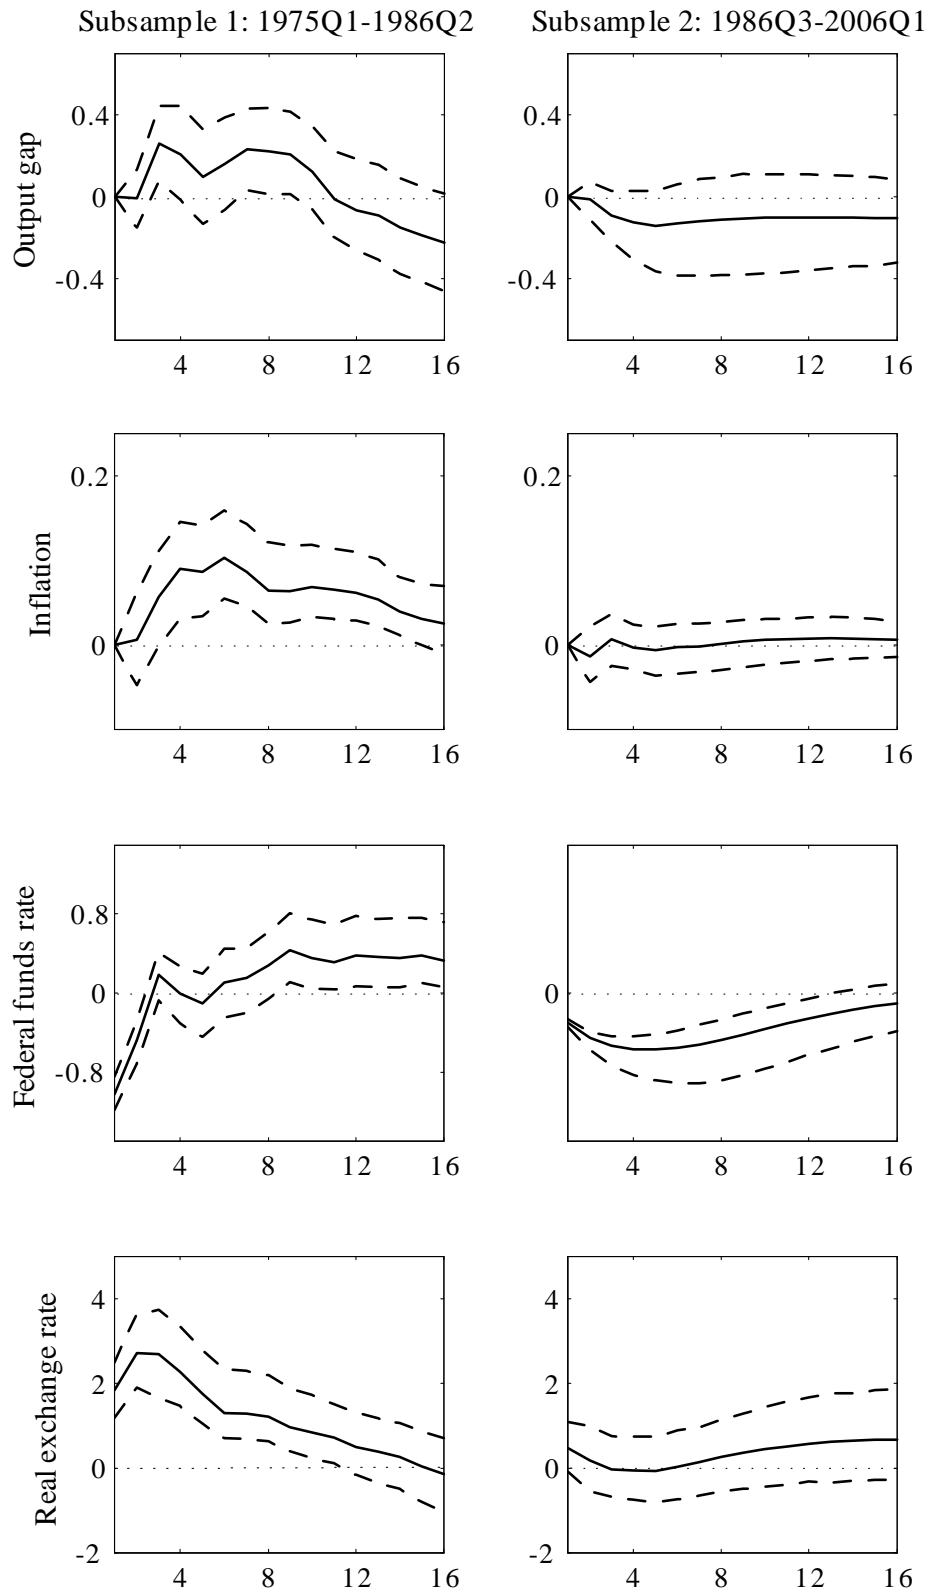 Subsample 1: 1975Q1-1986Q2
Subsample 2: 1986Q3-2006Q1
Output gap
0.4
0
-0.4
4 8 12 16
0.4
0
-0.4
4 8 12 16
Inflation
0.2
0
4 8 12 16
0.2
0
4 8 12 16
Federal funds rate
0.8
0
-0.8
4 8 12 16
0
4 8 12 16
Real exchange rate
4
2
0
-2
4 8 12 16
4
2
0
-2
4 8 12 16